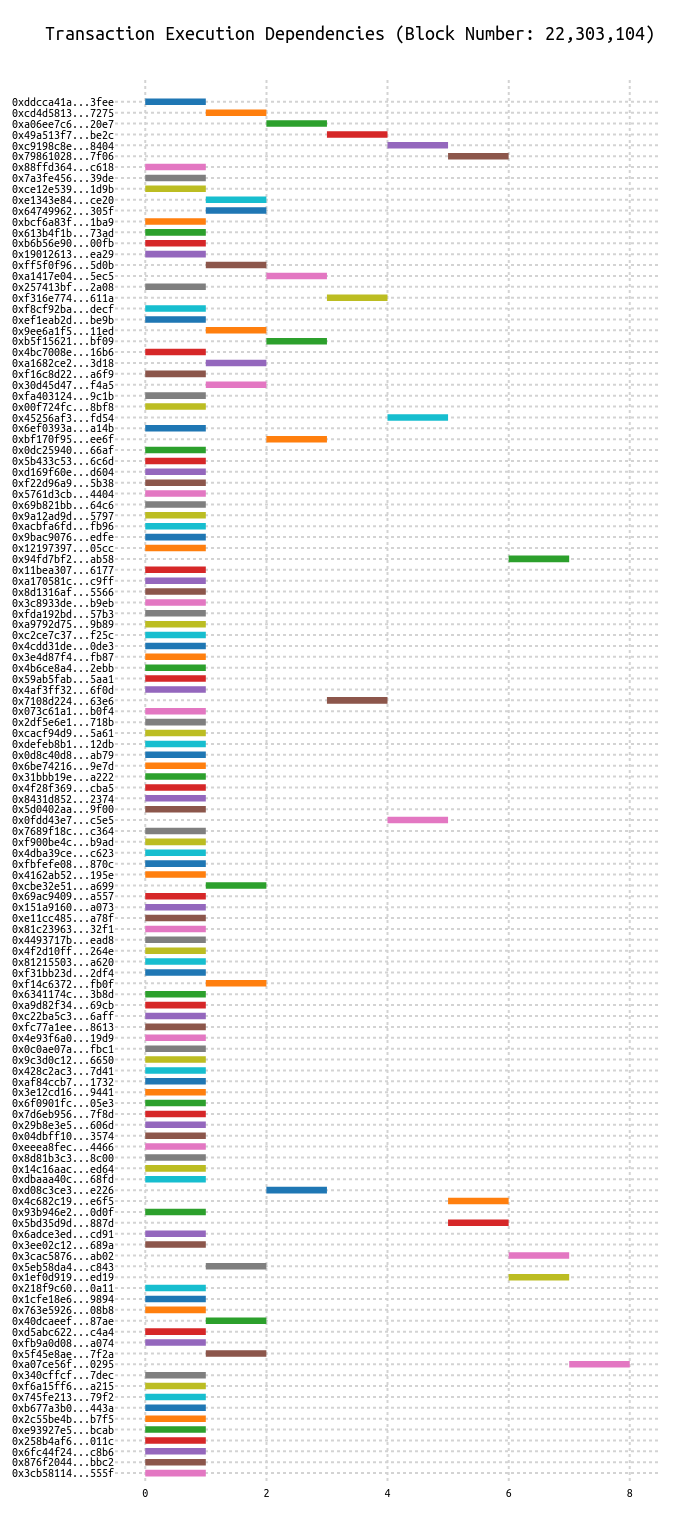 Transaction Execution Dependencies (Block Number: 22,303,104)
0xddcca41a...3fee
0xcd4d5813...7275
0xa06ee7c6...20e7
0x49a513f7...be2c
0xc9198c8e...8404
0x79861028...7f06
0x88ffd364...c618
0x7a3fe456...39de
0xce12e539...1d9b
0xe1343e84...ce20
0x64749962...305f
0xbcf6a83f...1ba9
0x613b4f1b...73ad
0xb6b56e90...00fb
0x19012613...ea29
0xff5f0f96...5d0b
0xa1417e04...5ec5
0x257413bf...2a08
0xf316e774...611a
0xf8cf92ba...decf
0xef1eab2d...be9b
0x9ee6a1f5...11ed
0xb5f15621...bf09
0x4bc7008e...16b6
0xa1682ce2...3d18
0xf16c8d22...a6f9
0x30d45d47...f4a5
0xfa403124...9c1b
0x00f724fc...8bf8
0x45256af3...fd54
0x6ef0393a...a14b
0xbf170f95...ee6f
0x0dc25940...66af
0x5b433c53...6c6d
0xd169f60e...d604
0xf22d96a9...5b38
0x5761d3cb...4404
0x69b821bb...64c6
0x9a12ad9d...5797
0xacbfa6fd...fb96
0x9bac9076...edfe
0x12197397...05cc
0x94fd7bf2...ab58
0x11bea307...6177
0xa170581c...c9ff
0x8d1316af...5566
0x3c8933de...b9eb
0xfda192bd...57b3
0xa9792d75...9b89
0xc2ce7c37...f25c
0x4cdd31de...0de3
0x3e4d87f4...fb87
0x4b6ce8a4...2ebb
0x59ab5fab...5aa1
0x4af3ff32...6f0d
0x7108d224...63e6
0x073c61a1...b0f4
0x2df5e6e1...718b
0xcacf94d9...5a61
0xdefeb8b1...12db
0x0d8c40d8...ab79
0x6be74216...9e7d
0x31bbb19e...a222
0x4f28f369...cba5
0x8431d852...2374
0x5d0402aa...9f00
0x0fdd43e7...c5e5
0x7689f18c...c364
0xf900be4c...b9ad
0x4dba39ce...c623
0xfbfefe08...870c
0x4162ab52...195e
0xcbe32e51...a699
0x69ac9409...a557
0x151a9160...a073
0xe11cc485...a78f
0x81c23963...32f1
0x4493717b...ead8
0x4f2d10ff...264e
0x81215503...a620
0xf31bb23d...2df4
0xf14c6372...fb0f
0x6341174c...3b8d
0xa9d82f34...69cb
0xc22ba5c3...6aff
0xfc77a1ee...8613
0x4e93f6a0...19d9
0x0c0ae07a...fbc1
0x9c3d0c12...6650
0x428c2ac3...7d41
0xaf84ccb7...1732
0x3e12cd16...9441
0x6f0901fc...05e3
0x7d6eb956...7f8d
0x29b8e3e5...606d
0x04dbff10...3574
0xeeea8fec...4466
0x8d81b3c3...8c00
0x14c16aac...ed64
0xdbaaa40c...68fd
0xd08c3ce3...e226
0x4c682c19...e6f5
0x93b946e2...0d0f
0x5bd35d9d...887d
0x6adce3ed...cd91
0x3ee02c12...689a
0x3cac5876...ab02
0x5eb58da4...c843
0x1ef0d919...ed19
0x218f9c60...0a11
0x1cfe18e6...9894
0x763e5926...08b8
0x40dcaeef...87ae
0xd5abc622...c4a4
0xfb9a0d08...a074
0x5f45e8ae...7f2a
0xa07ce56f...0295
0x340cffcf...7dec
0xf6a15ff6...a215
0x745fe213...79f2
0xb677a3b0...443a
0x2c55be4b...b7f5
0xe93927e5...bcab
0x258b4af6...011c
0x6fc44f24...c8b6
0x876f2044...bbc2
0x3cb58114...555f
0 2 4 6 8